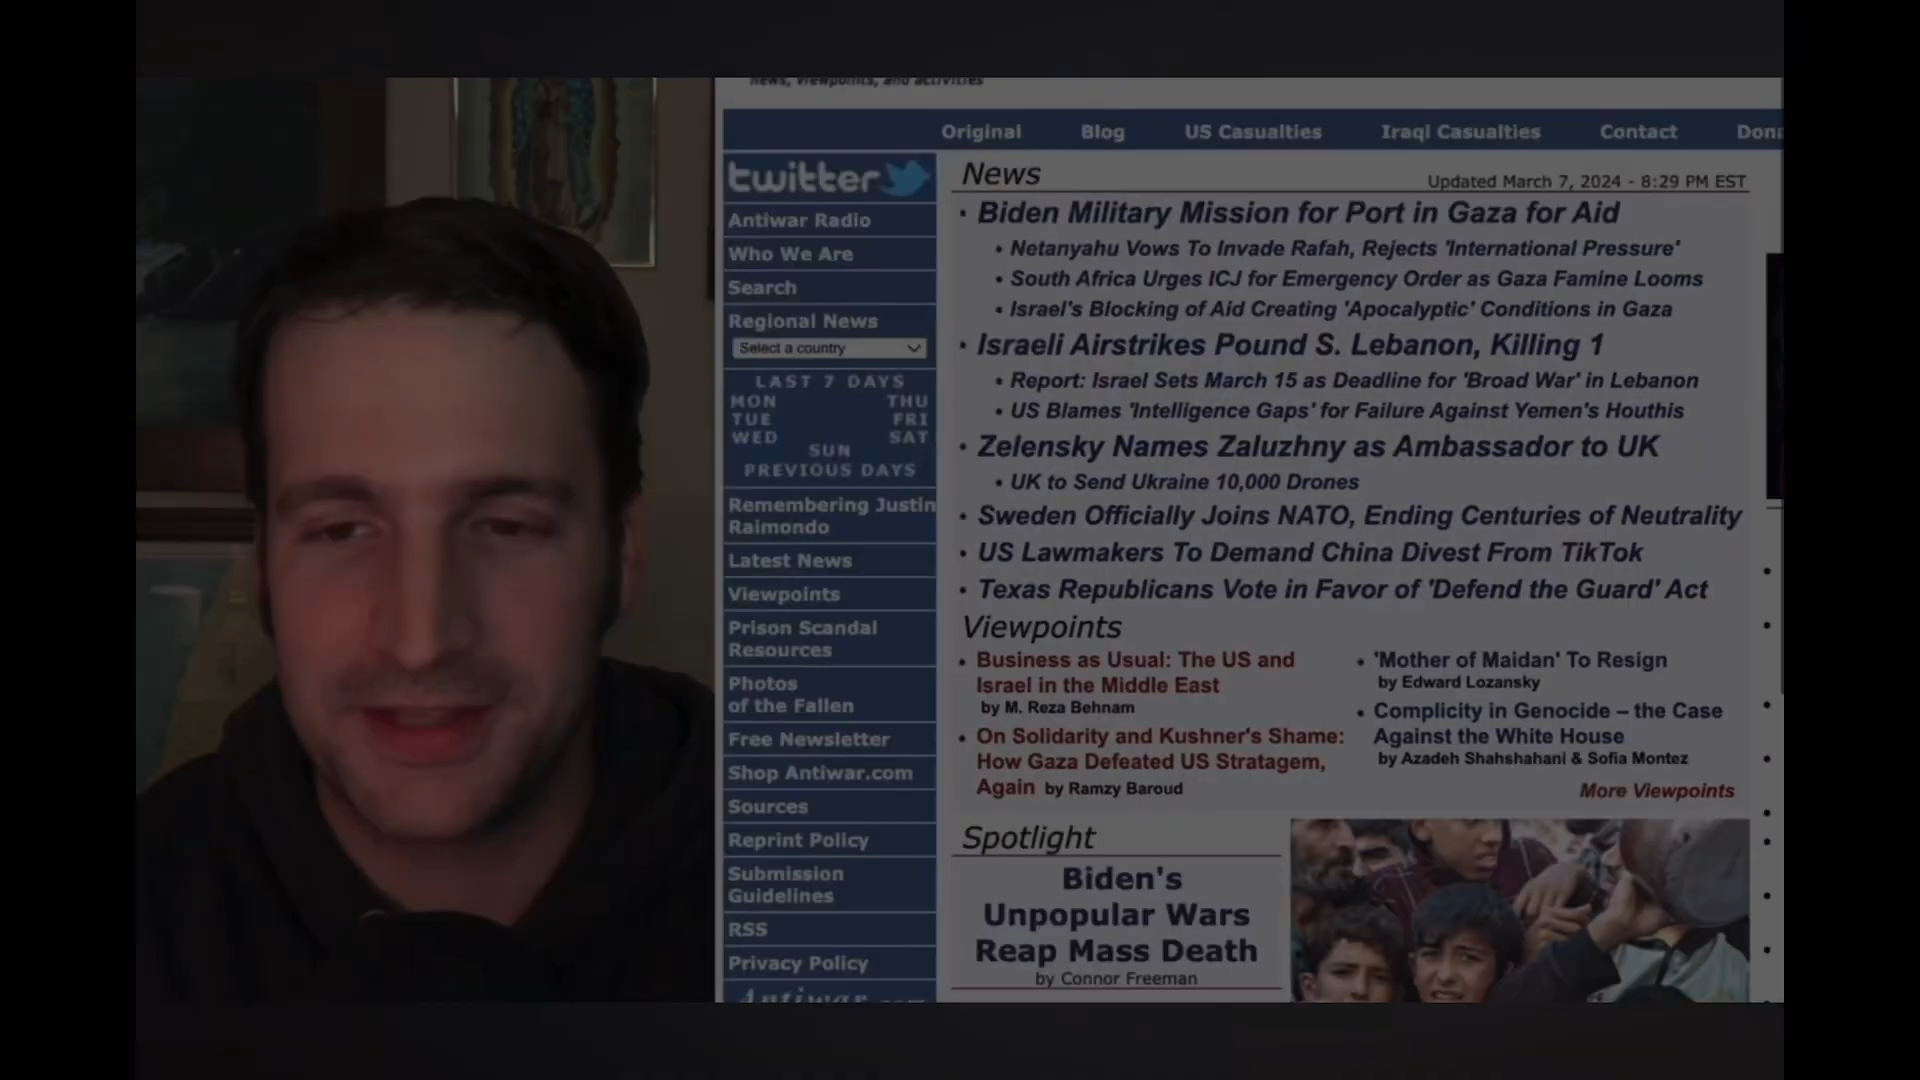 news, viewpoints, and activities
Original Blog US Casualties Iraqi Casualties Contact
twitter
Antiwar Radio
Who We Are
Search
Regional News
Select a country
LAST 7 DAYS
MON THU
TUE FRI
WED SAT
SUN
PREVIOUS DAYS
Remembering Justin
Raimondo
Latest News
Viewpoints
Prison Scandal
Resources
Photos
of the Fallen
Free Newsletter
Shop Antiwar.com
Sources
Reprint Policy
Submission
Guidelines
RSS
Privacy Policy
News
Updated March 7, 2024 - 8:29 PM EST
Biden Military Mission for Port in Gaza for Aid
Netanyahu Vows To Invade Rafah, Rejects 'International Pressure'
South Africa Urges ICJ for Emergency Order as Gaza Famine Looms
Israel's Blocking of Aid Creating 'Apocalyptic' Conditions in Gaza
Israeli Airstrikes Pound S. Lebanon, Killing 1
Report: Israel Sets March 15 as Deadline for 'Broad War' in Lebanon
US Blames 'Intelligence Gaps' for Failure Against Yemen's Houthis
Zelensky Names Zaluzhny as Ambassador to UK
UK to Send Ukraine 10,000 Drones
Sweden Officially Joins NATO, Ending Centuries of Neutrality
US Lawmakers To Demand China Divest From TikTok
Texas Republicans Vote in Favor of 'Defend the Guard' Act
Viewpoints
Business as Usual: The US and
Israel in the Middle East
by M. Reza Behnam
On Solidarity and Kushner's Shame:
How Gaza Defeated US Stratagem,
Again by Ramzy Baroud
'Mother of Maidan' To Resign
by Edward Lozansky
Complicity in Genocide – the Case
Against the White House
by Azadeh Shahshahani & Sofia Montez
More Viewpoints
Spotlight
Biden's
Unpopular Wars
Reap Mass Death
by Connor Freeman